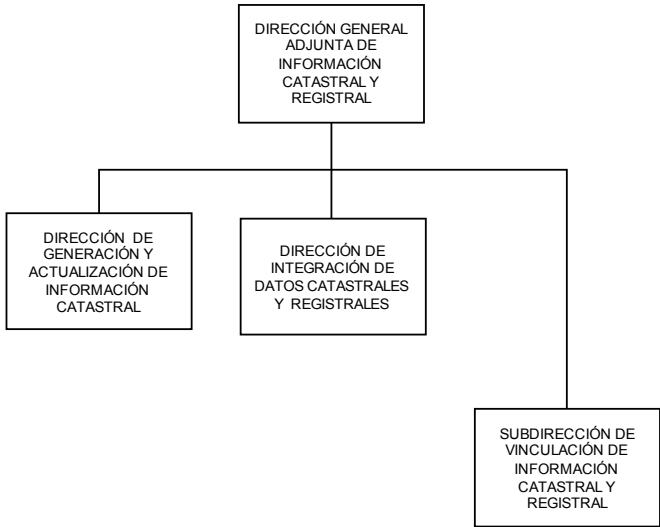 DIRECCIÓN GENERAL
ADJUNTA DE
INFORMACIÓN
CATASTRAL Y
REGISTRAL
DIRECCIÓN DE
GENERACIÓN Y
ACTUALIZACIÓN DE
INFORMACIÓN
CATASTRAL
DIRECCIÓN DE
INTEGRACIÓN DE
DATOS CATASTRALES
Y REGISTRALES
SUBDIRECCIÓN DE
VINCULACIÓN DE
INFORMACIÓN
CATASTRAL Y
REGISTRAL